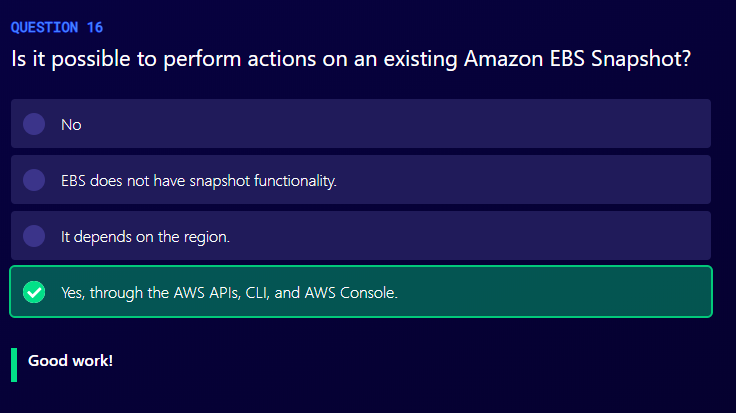 QUESTION 16
Is it possible to perform actions on an existing Amazon EBS Snapshot?
No
EBS does not have snapshot functionality.
It depends on the region.
Yes, through the AWS APIs, CLI, and AWS Console.
Good work!